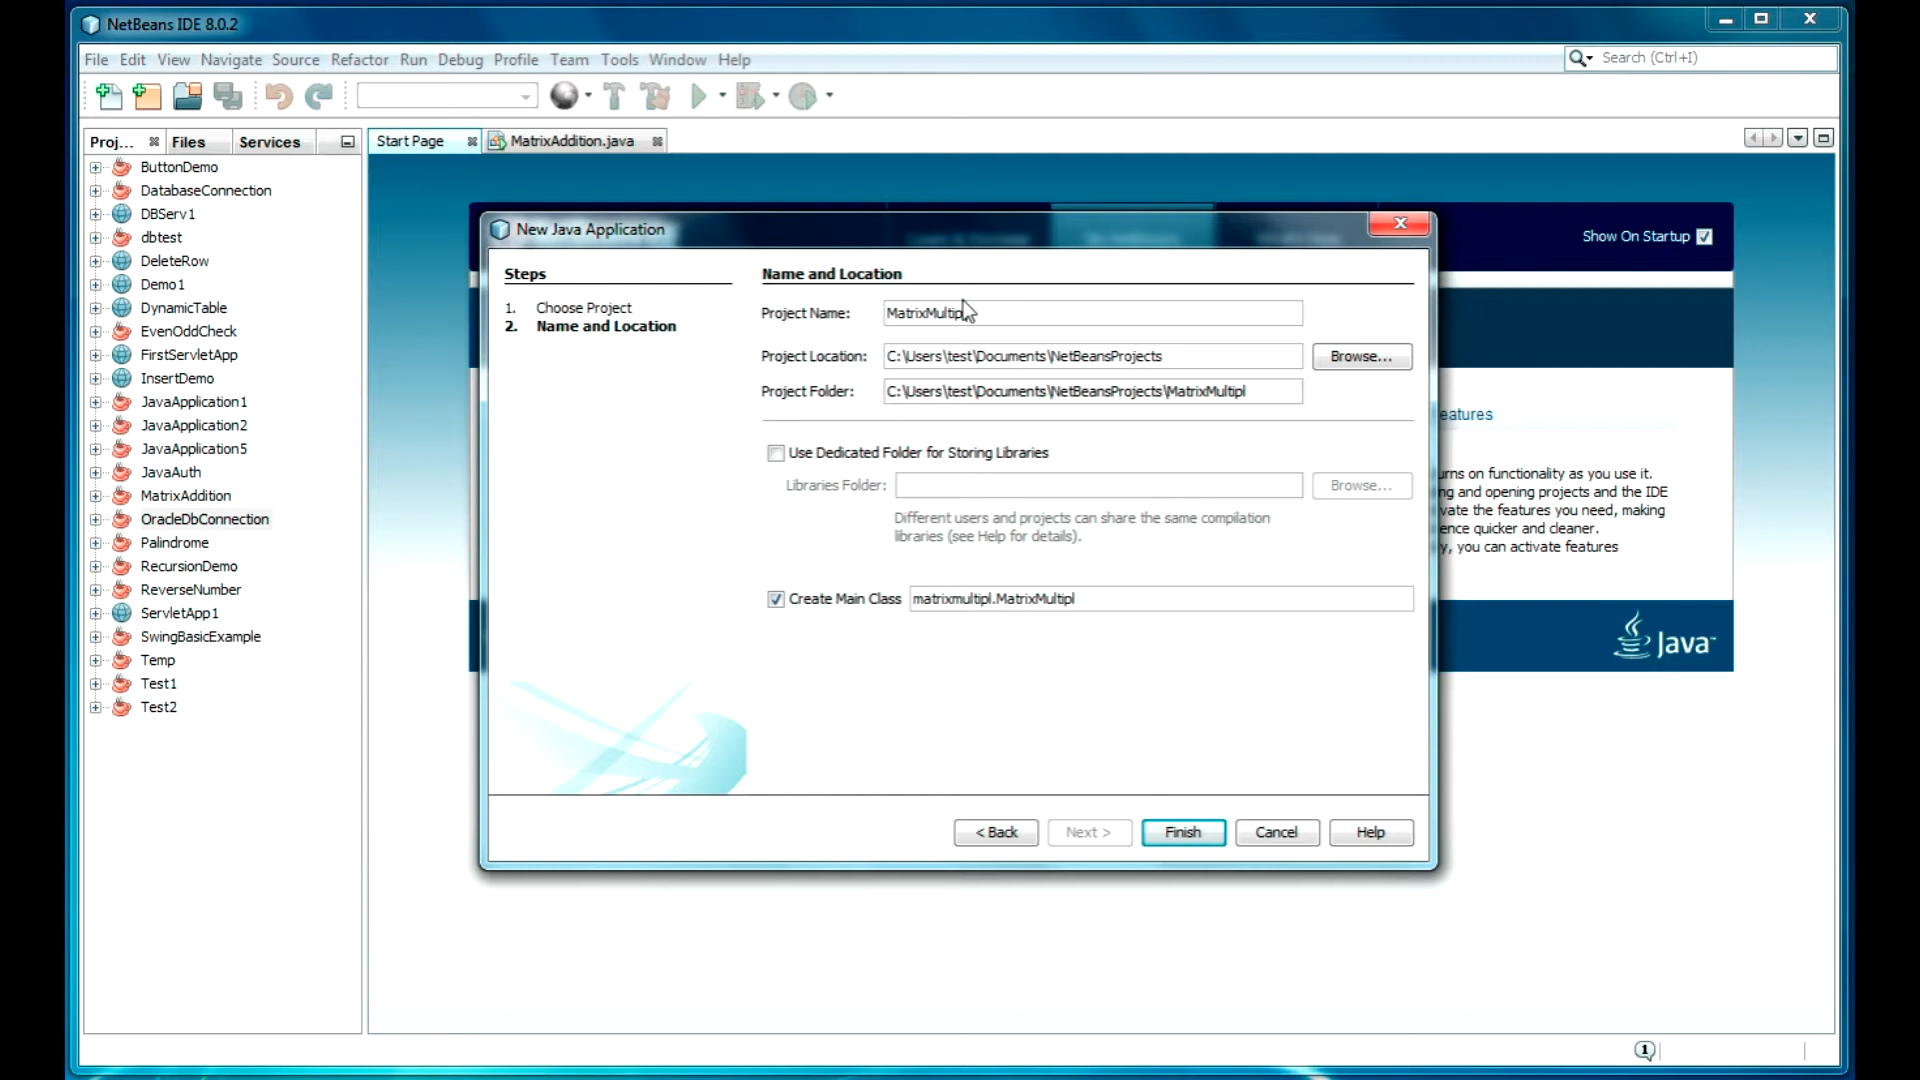 NetBeans IDE 8.0.2
File Edit View Navigate Source Refactor Run Debug Profile Team Tools Window Help
Search (Ctrl+I)
Proj... Files Services
Start Page MatrixAddition.java
ButtonDemo
DatabaseConnection
DBServ1
dbtest
DeleteRow
Demo1
DynamicTable
EvenOddCheck
FirstServletApp
InsertDemo
JavaApplication1
JavaApplication2
JavaApplication5
JavaAuth
MatrixAddition
OracleDbConnection
Palindrome
RecursionDemo
ReverseNumber
ServletApp1
SwingBasicExample
Temp
Test1
Test2
Show On Startup
New Java Application
Steps
1. Choose Project
2. Name and Location
Name and Location
Project Name: MatrixMultipl
Project Location: C:\Users\test\Documents\NetBeansProjects Browse...
Project Folder: C:\Users\test\Documents\NetBeansProjects\MatrixMultipl
Use Dedicated Folder for Storing Libraries
Libraries Folder: Browse...
Different users and projects can share the same compilation
libraries (see Help for details).
Create Main Class matrixmultipl.MatrixMultipl
< Back Next > Finish Cancel Help
eatures
urns on functionality as you use it.
ng and opening projects and the IDE
vate the features you need, making
ence quicker and cleaner.
y, you can activate features
Java
1